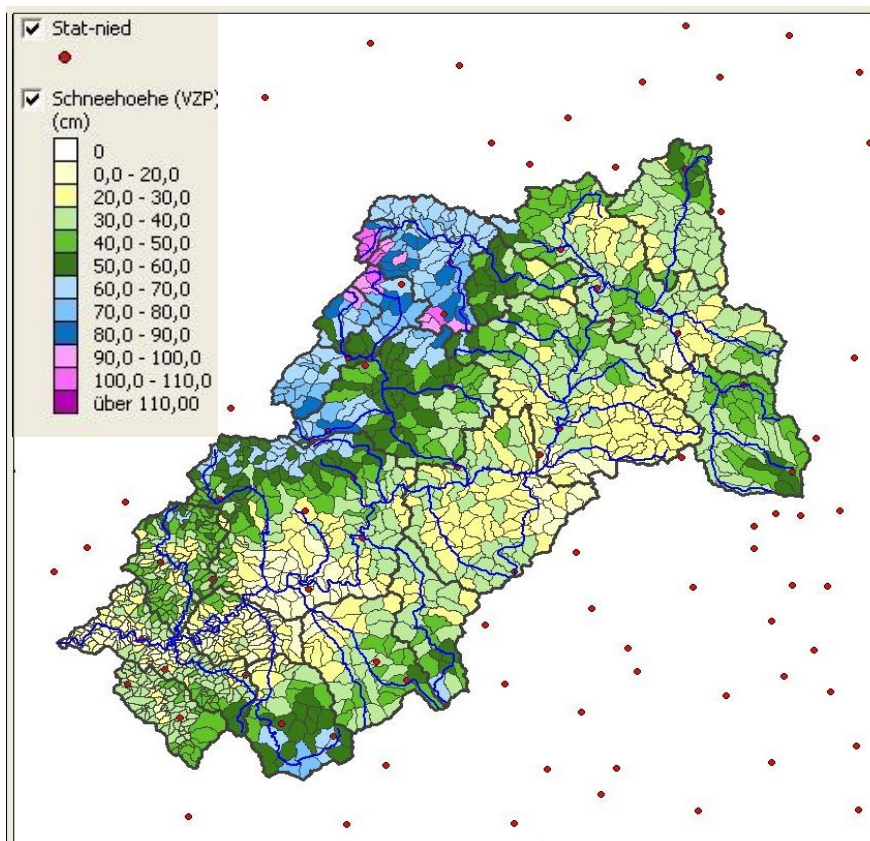 Stat-nied
Schneehoehe (VZP)
(cm)
0
0,0 - 20,0
20,0 - 30,0
30,0 - 40,0
40,0 - 50,0
50,0 - 60,0
60,0 - 70,0
70,0 - 80,0
80,0 - 90,0
90,0 - 100,0
100,0 - 110,0
über 110,00